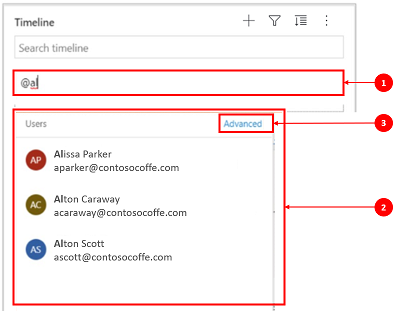 Timeline
Search timeline
@al
1
Users
Advanced
3
AP
Alissa Parker
aparker@contosocoffe.com
AC
Alton Caraway
acaraway@contosocoffe.com
2
AS
Alton Scott
ascott@contosocoffe.com